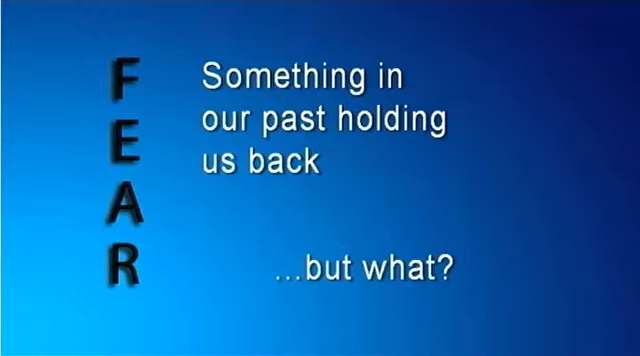 F
E
A
R
Something in
our past holding
us back
...but what?